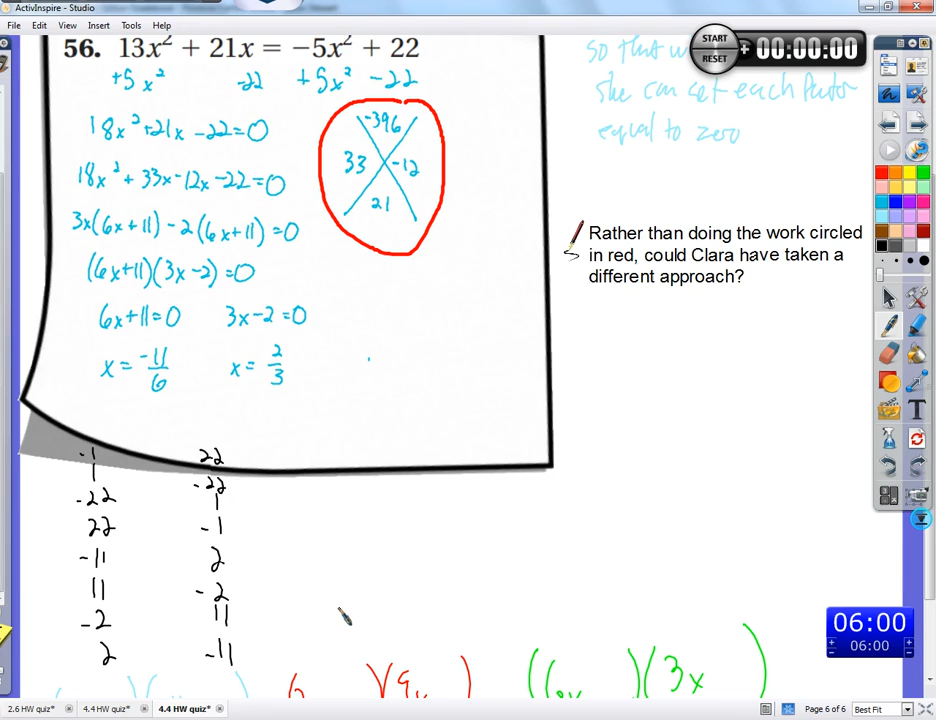 ActivInspire - Studio
File Edit View Insert Tools Help
START
RESET
+ 00:00:00
56. 13x² + 21x = −5x² + 22
+5x² -22 +5x² -22
18x²+21x -22=0
18x² + 33x-12x -22=0
3x(6x+11) -2(6x+11)=0
(6x+11)(3x-2)=0
6x+11=0 3x-2=0
x = -11/6 x = 2/3
-396
33 -12
21
so that
she can set each factor
equal to zero
Rather than doing the work circled
in red, could Clara have taken a
different approach?
-1 22
1 -22
-22 1
22 -1
-11 2
11 -2
-2 11
2 -11
)(9x )
(6x )(3x )
06:00
06:00
2.6 HW quiz* 4.4 HW quiz* 4.4 HW quiz* Page 6 of 6 Best Fit